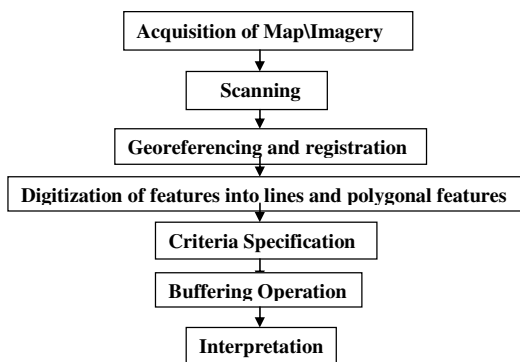 Acquisition of Map\Imagery
Scanning
Georeferencing and registration
Digitization of features into lines and polygonal features
Criteria Specification
Buffering Operation
Interpretation